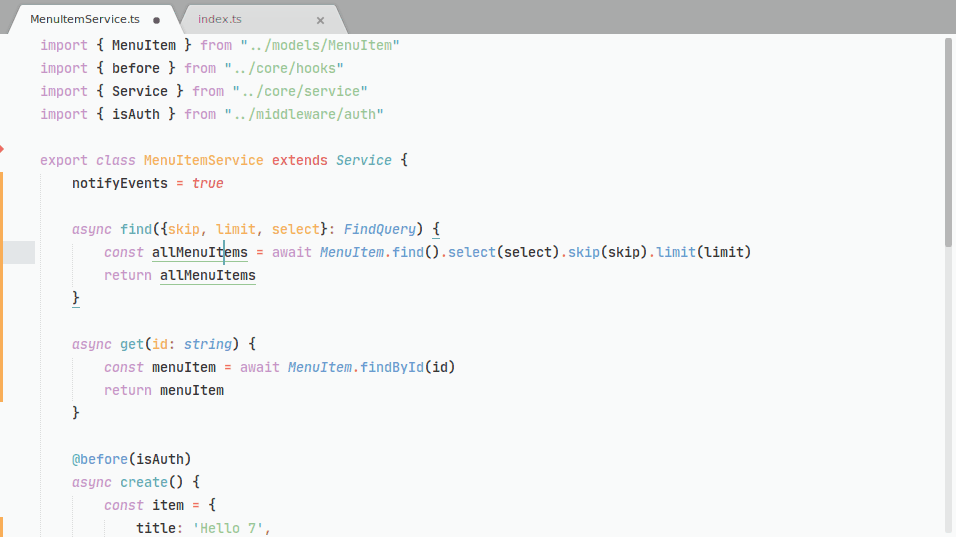 MenuItemService.ts
index.ts
import { MenuItem } from "../models/MenuItem"
import { before } from "../core/hooks"
import { Service } from "../core/service"
import { isAuth } from "../middleware/auth"
export class MenuItemService extends Service {
notifyEvents = true
async find({skip, limit, select}: FindQuery) {
const allMenuItems = await MenuItem.find().select(select).skip(skip).limit(limit)
return allMenuItems
}
async get(id: string) {
const menuItem = await MenuItem.findById(id)
return menuItem
}
@before(isAuth)
async create() {
const item = {
title: 'Hello 7',